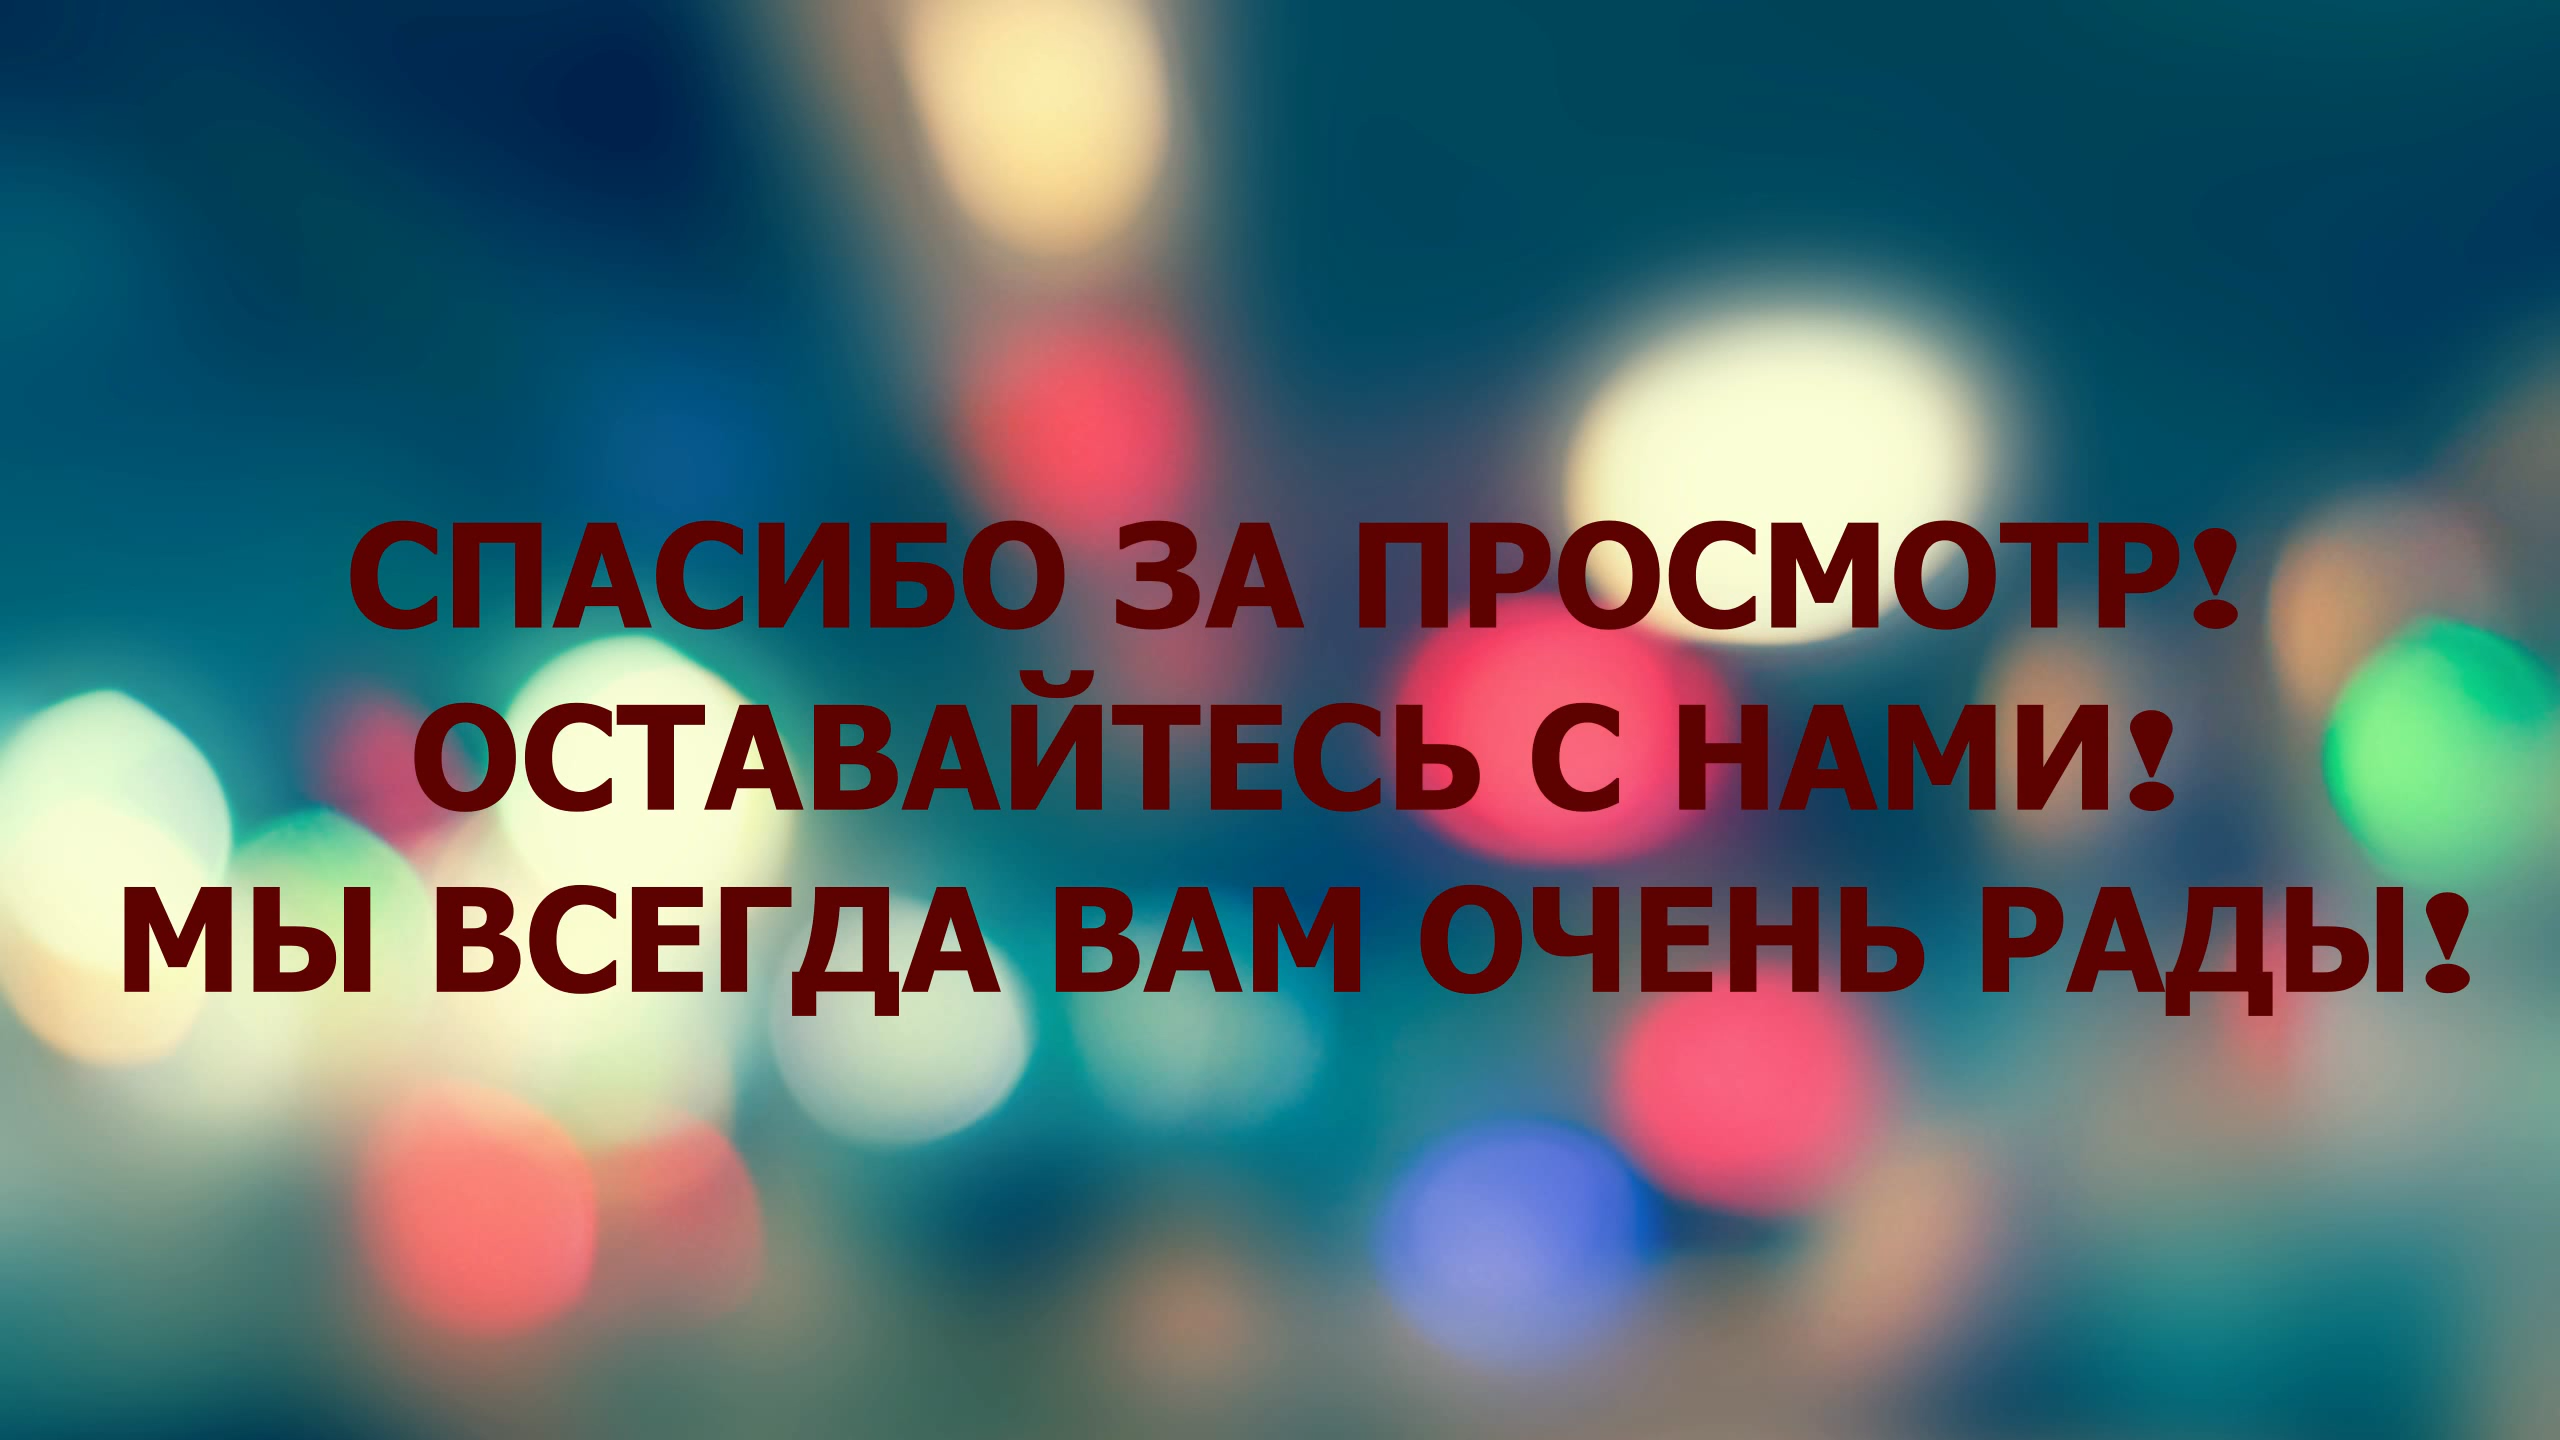 СПАСИБО ЗА ПРОСМОТР!
ОСТАВАЙТЕСЬ С НАМИ!
МЫ ВСЕГДА ВАМ ОЧЕНЬ РАДЫ!